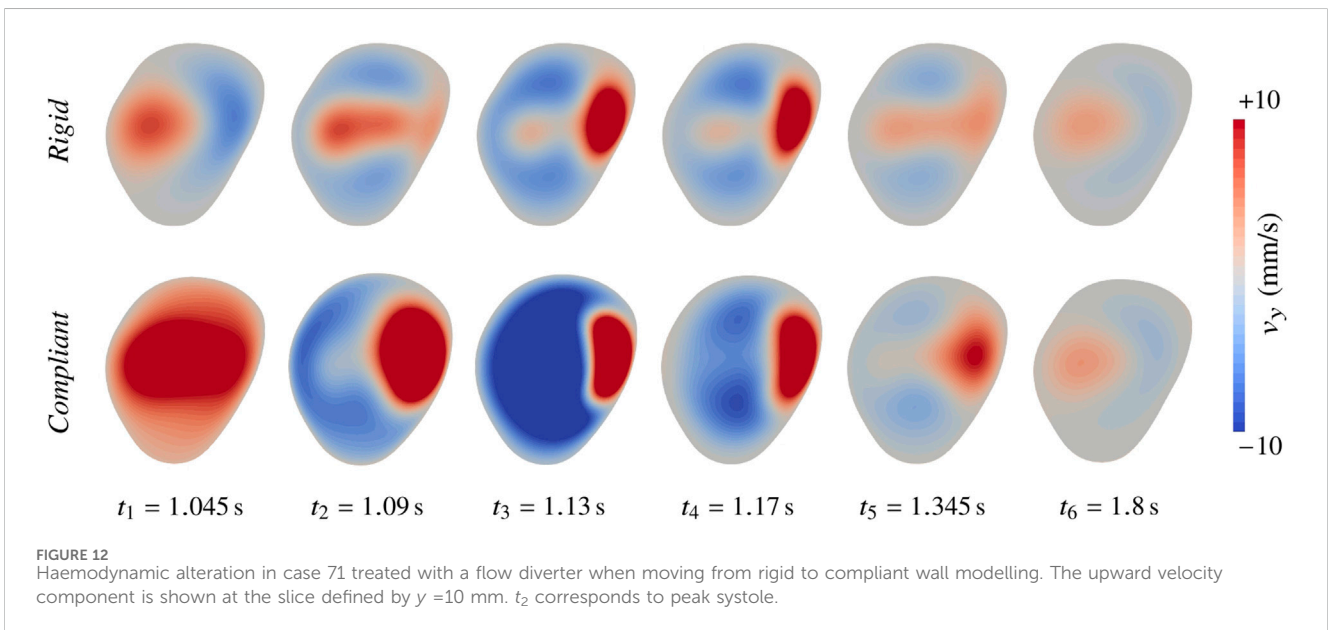 Rigid
+10
v_y (mm/s)
−10
Compliant
t₁ = 1.045 s
t₂ = 1.09 s
t₃ = 1.13 s
t₄ = 1.17 s
t₅ = 1.345 s
t₆ = 1.8 s
FIGURE 12
Haemodynamic alteration in case 71 treated with a flow diverter when moving from rigid to compliant wall modelling. The upward velocity
component is shown at the slice defined by y =10 mm. t₂ corresponds to peak systole.